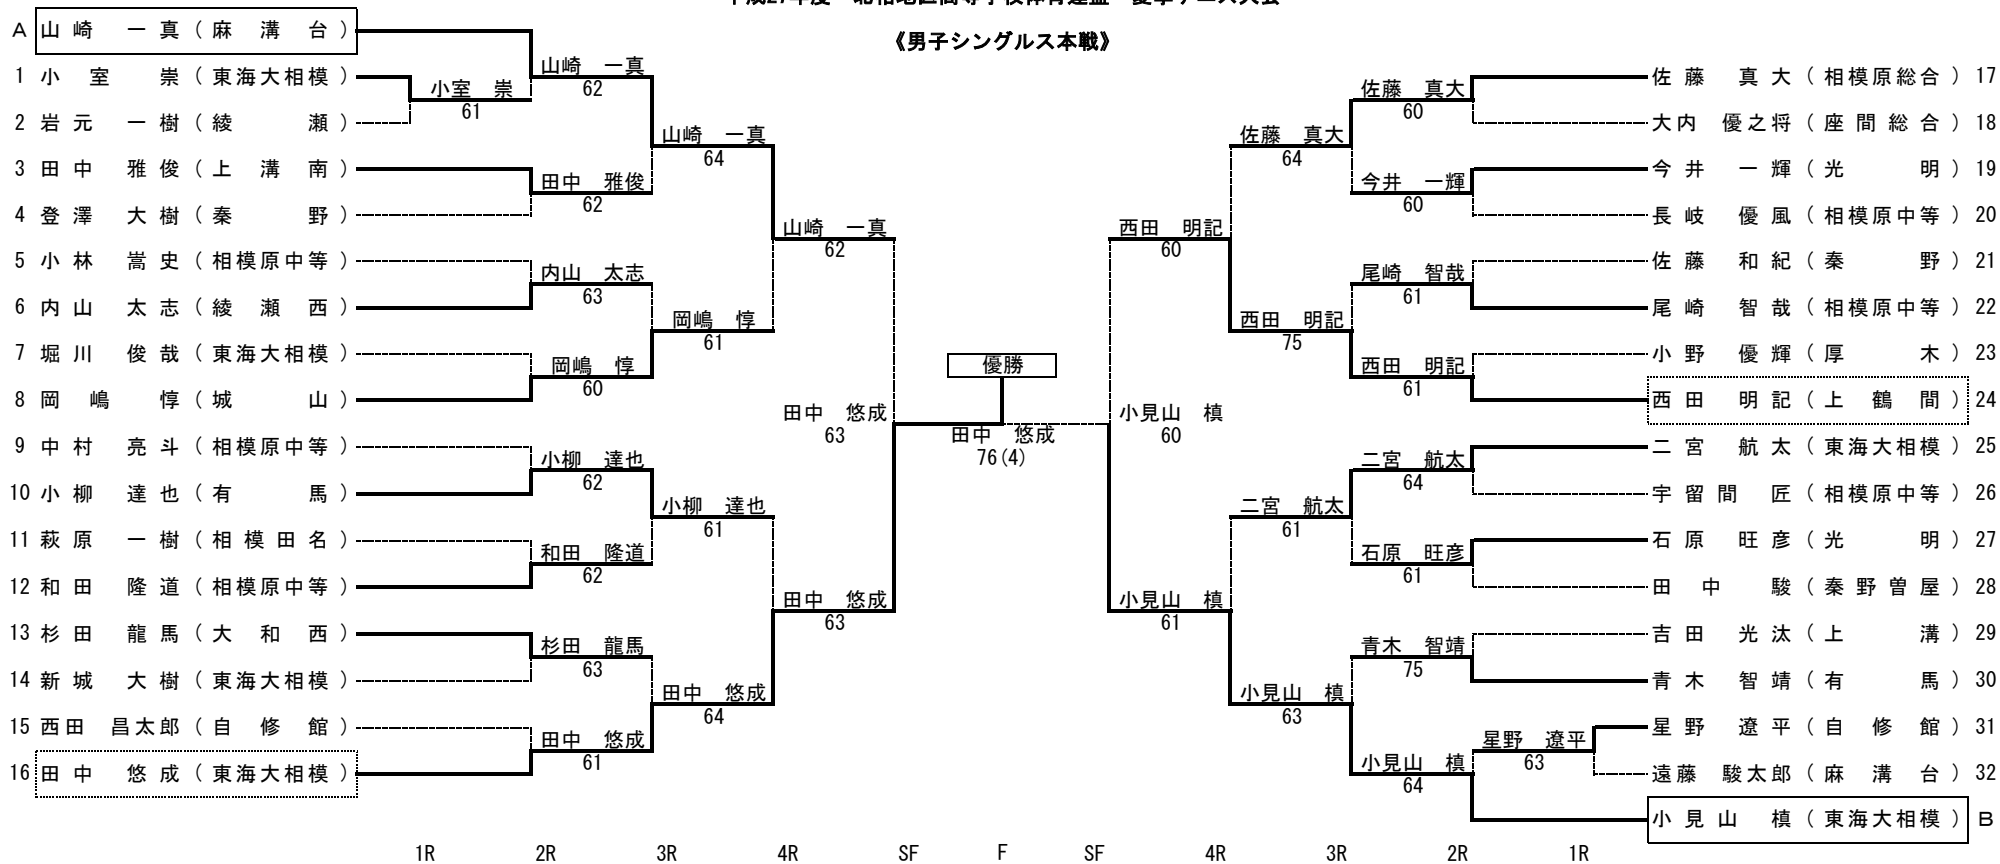 《男子シングルス本戦》
A 山崎 一真 (麻溝台)
1 小室 崇 (東海大相模)
2 岩元 一樹 (綾瀬)
3 田中 雅俊 (上溝南)
4 登澤 大樹 (秦野)
5 小林 嵩史 (相模原中等)
6 内山 太志 (綾瀬西)
7 堀川 俊哉 (東海大相模)
8 岡嶋 惇 (城山)
9 中村 亮斗 (相模原中等)
10 小柳 達也 (有馬)
11 萩原 一樹 (相模田名)
12 和田 隆道 (相模原中等)
13 杉田 龍馬 (大和西)
14 新城 大樹 (東海大相模)
15 西田 昌太郎 (自修館)
16 田中 悠成 (東海大相模)
小室 崇
61
山崎 一真
62
田中 雅俊
62
内山 太志
63
岡嶋 惇
60
小柳 達也
62
和田 隆道
62
杉田 龍馬
63
田中 悠成
61
山崎 一真
64
岡嶋 惇
61
小柳 達也
61
田中 悠成
64
山崎 一真
62
田中 悠成
63
田中 悠成
63
優勝
田中 悠成
76(4)
小見山 槙
60
西田 明記
60
小見山 槙
61
佐藤 真大
64
西田 明記
75
二宮 航太
61
小見山 槙
63
佐藤 真大
60
今井 一輝
60
尾崎 智哉
61
西田 明記
61
二宮 航太
64
石原 旺彦
61
青木 智靖
75
小見山 槙
64
星野 遼平
63
佐藤 真大 (相模原総合) 17
大内 優之将 (座間総合) 18
今井 一輝 (光明) 19
長岐 優風 (相模原中等) 20
佐藤 和紀 (秦野) 21
尾崎 智哉 (相模原中等) 22
小野 優輝 (厚木) 23
西田 明記 (上鶴間) 24
二宮 航太 (東海大相模) 25
宇留間 匠 (相模原中等) 26
石原 旺彦 (光明) 27
田中 駿 (秦野曽屋) 28
吉田 光汰 (上溝) 29
青木 智靖 (有馬) 30
星野 遼平 (自修館) 31
遠藤 駿太郎 (麻溝台) 32
小見山 槙 (東海大相模) B
1R 2R 3R 4R SF F SF 4R 3R 2R 1R